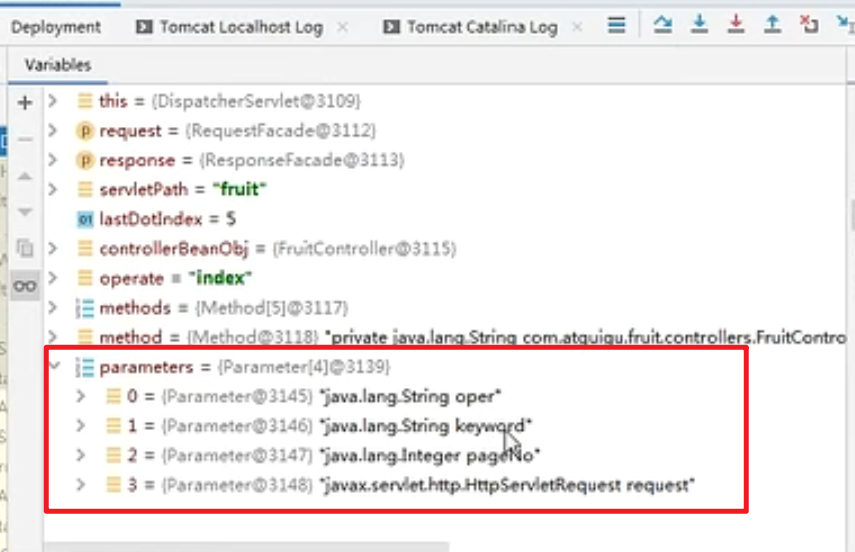 Deployment Tomcat Localhost Log Tomcat Catalina Log
Variables
this = {DispatcherServlet@3109}
request = {RequestFacade@3112}
response = {ResponseFacade@3113}
servletPath = "fruit"
lastDotIndex = 5
controllerBeanObj = {FruitController@3115}
operate = "index"
methods = {Method[5]@3117}
method = {Method@3118} "private java.lang.String com.atguigu.fruit.controllers.FruitContro
parameters = {Parameter[4]@3139}
0 = {Parameter@3145} "java.lang.String oper"
1 = {Parameter@3146} "java.lang.String keyword"
2 = {Parameter@3147} "java.lang.Integer pageNo"
3 = {Parameter@3148} "javax.servlet.http.HttpServletRequest request"